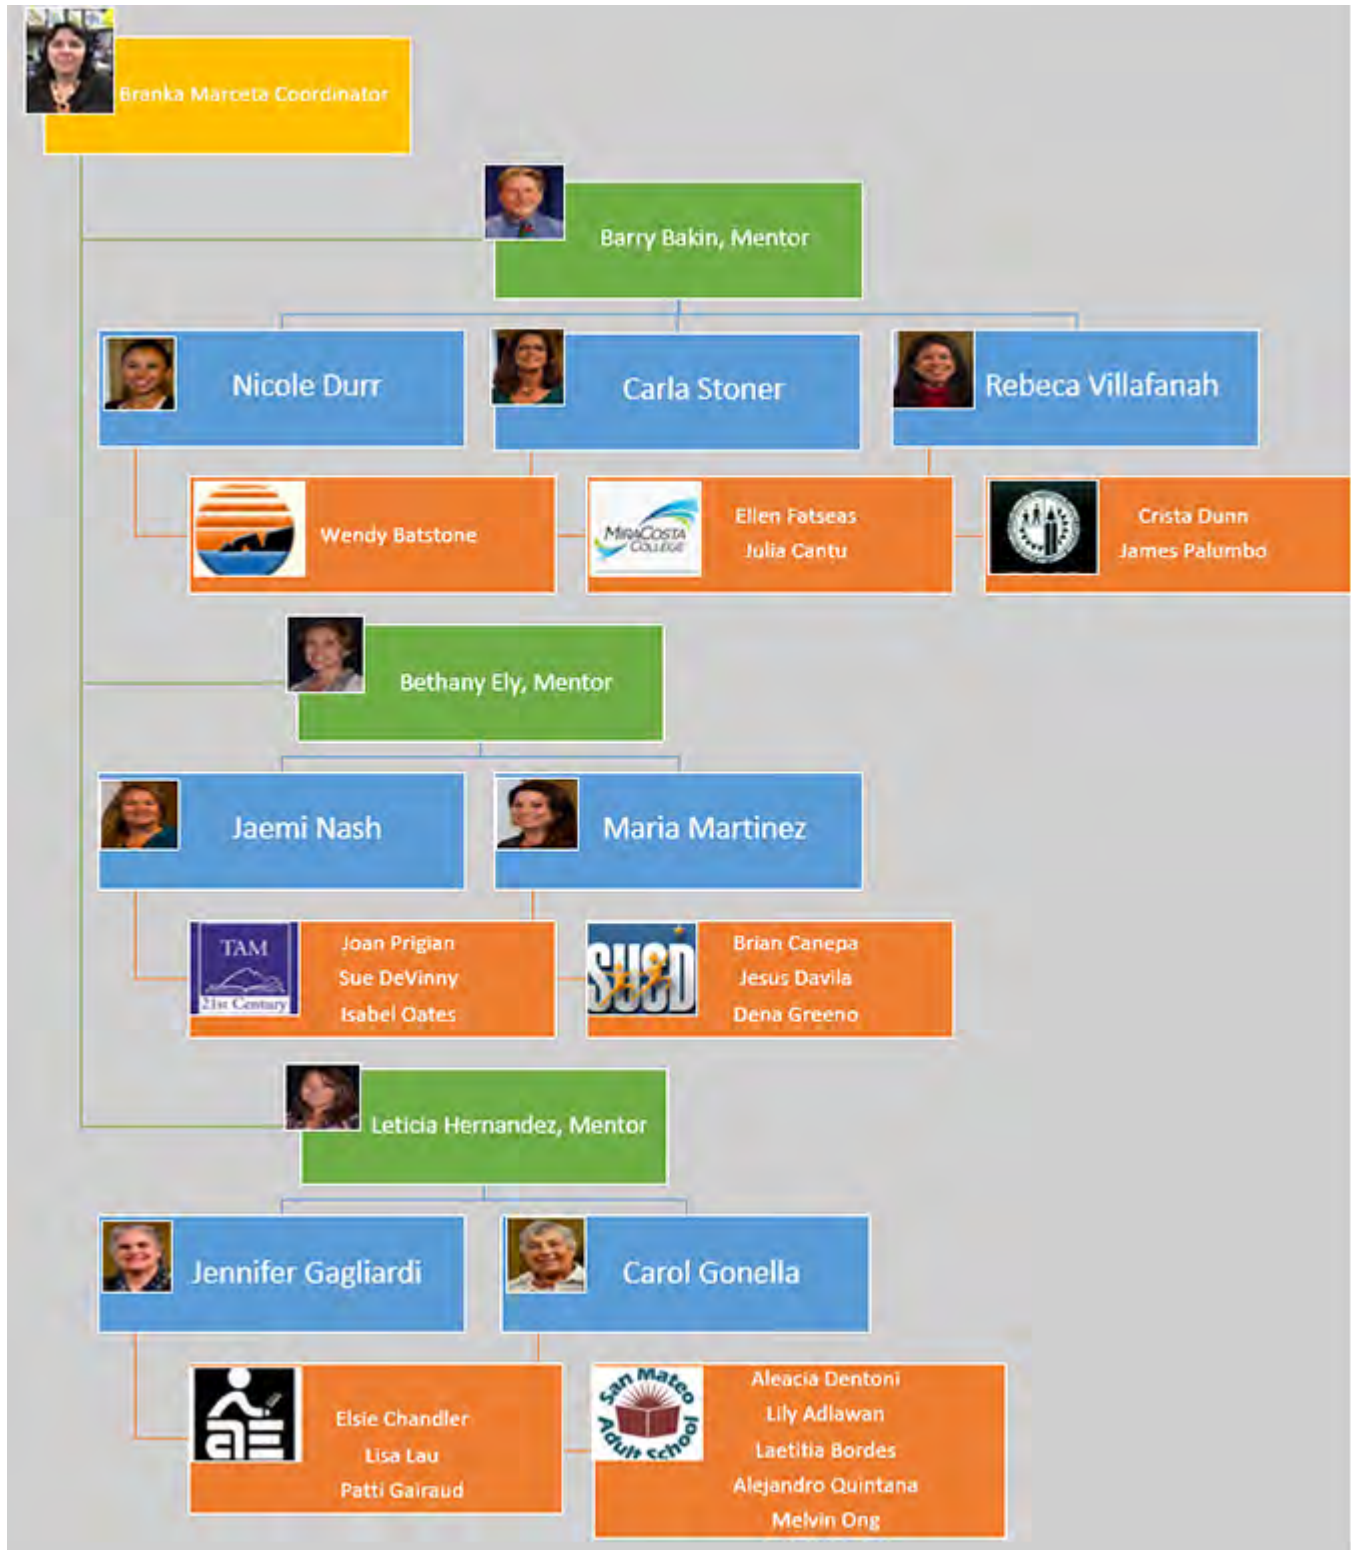 Branka Marceta Coordinator
Barry Bakin, Mentor
Nicole Durr
Carla Stoner
Rebeca Villafanah
Wendy Batstone
MIRACOSTA
COLLEGE
Ellen Fatseas
Julia Cantu
Crista Dunn
James Palumbo
Bethany Ely, Mentor
Jaemi Nash
Maria Martinez
TAM
21st Century
Joan Prigian
Sue DeVinny
Isabel Oates
SUSD
Brian Canepa
Jesus Davila
Dena Greeno
Leticia Hernandez, Mentor
Jennifer Gagliardi
Carol Gonella
ae
Elsie Chandler
Lisa Lau
Patti Gairaud
San Mateo
Adult School
Aleacia Dentoni
Lily Adlawan
Laetitia Bordes
Alejandro Quintana
Melvin Ong